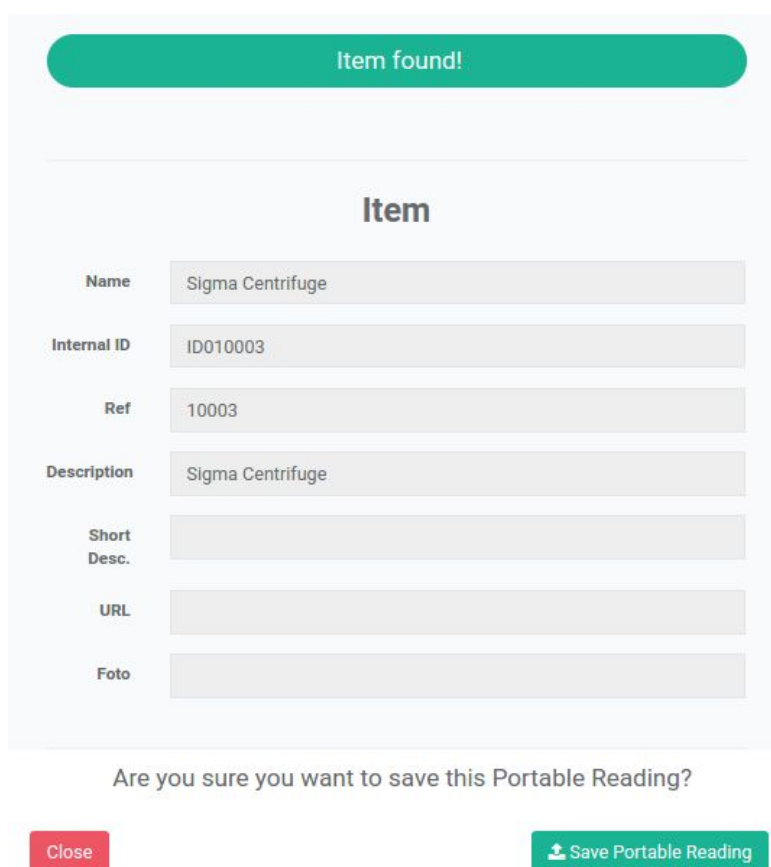 Item found!
Item
Name
Sigma Centrifuge
Internal ID
ID010003
Ref
10003
Description
Sigma Centrifuge
Short
Desc.
URL
Foto
Are you sure you want to save this Portable Reading?
Close
Save Portable Reading